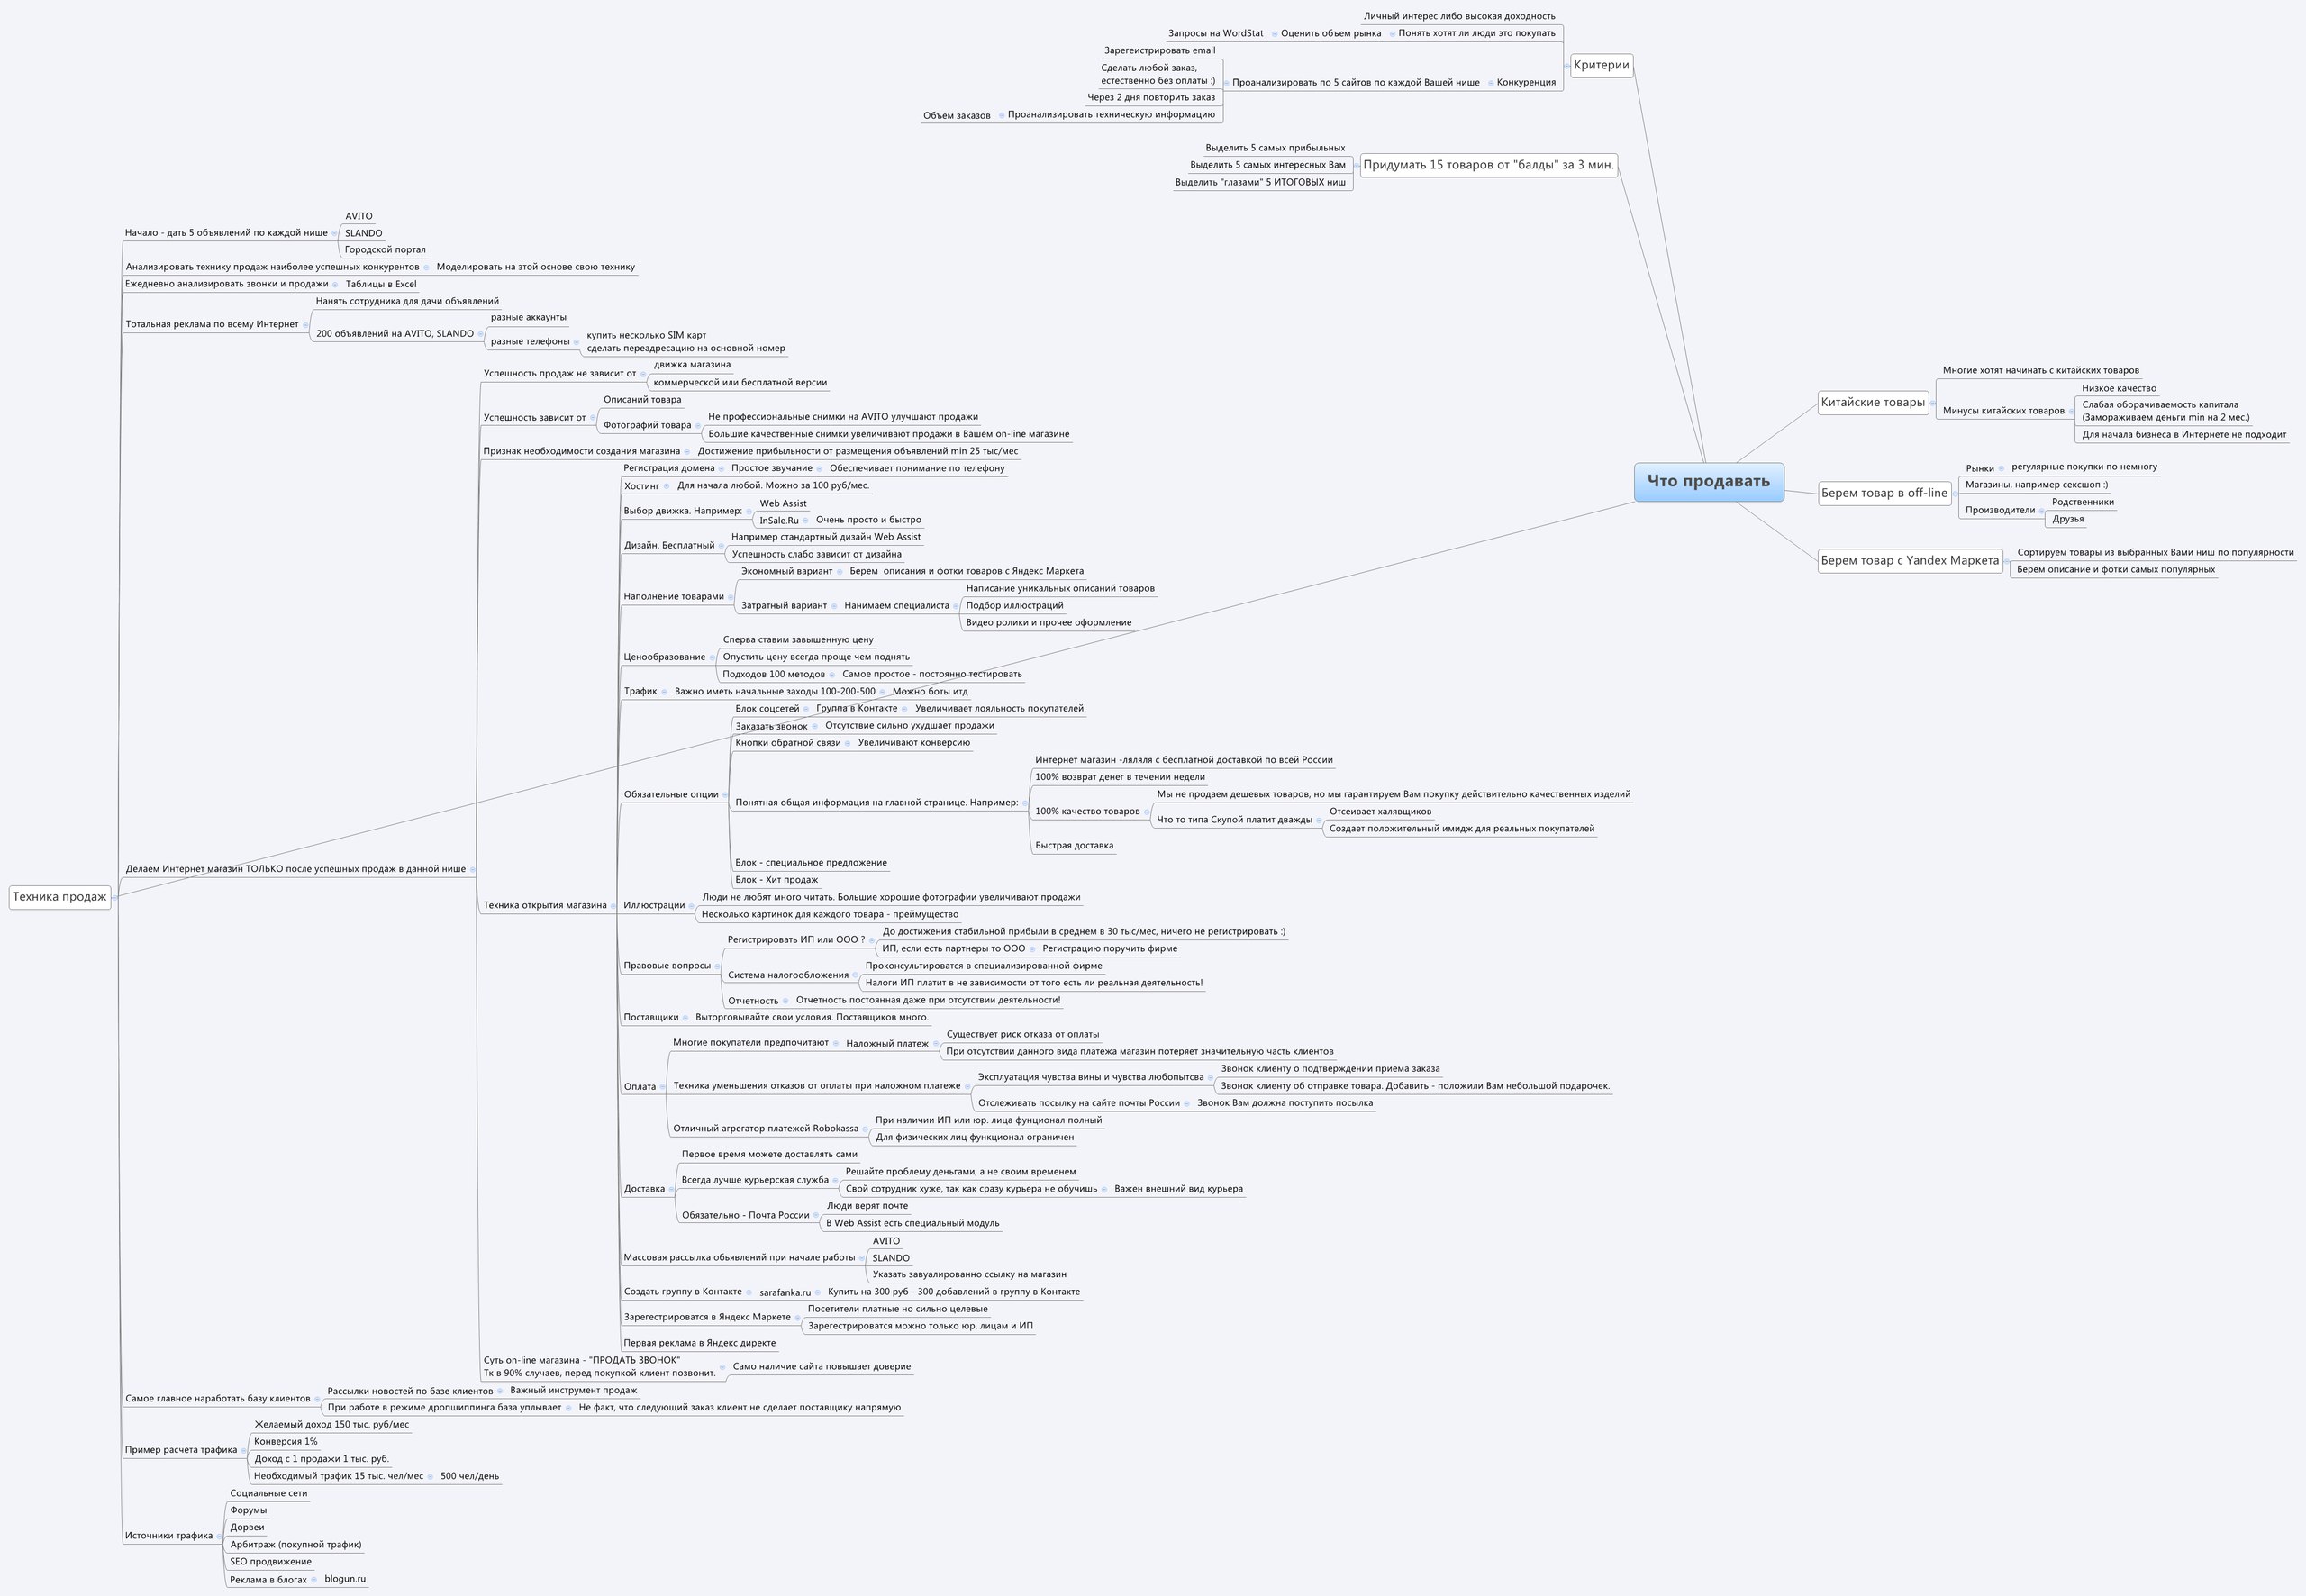 Личный интерес либо высокая доходность
Запросы на WordStat
Оценить объем рынка
Понять хотят ли люди это покупать
Зарегеистрировать email
Сделать любой заказ,
естественно без оплаты :)
Через 2 дня повторить заказ
Объем заказов
Проанализировать техническую информацию
Проанализировать по 5 сайтов по каждой Вашей нише
Конкуренция
Критерии
Выделить 5 самых прибыльных
Выделить 5 самых интересных Вам
Выделить "глазами" 5 ИТОГОВЫХ ниш
Придумать 15 товаров от "балды" за 3 мин.
Что продавать
Китайские товары
Многие хотят начинать с китайских товаров
Минусы китайских товаров
Низкое качество
Слабая оборачиваемость капитала
(Замораживаем деньги min на 2 мес.)
Для начала бизнеса в Интернете не подходит
Берем товар в off-line
Рынки
регулярные покупки по немногу
Магазины, например сексшоп :)
Производители
Родственники
Друзья
Берем товар с Yandex Маркета
Сортируем товары из выбранных Вами ниш по популярности
Берем описание и фотки самых популярных
Техника продаж
Начало - дать 5 объявлений по каждой нише
AVITO
SLANDO
Городской портал
Анализировать технику продаж наиболее успешных конкурентов
Моделировать на этой основе свою технику
Ежедневно анализировать звонки и продажи
Таблицы в Excel
Тотальная реклама по всему Интернет
Нанять сотрудника для дачи объявлений
200 объявлений на AVITO, SLANDO
разные аккаунты
разные телефоны
купить несколько SIM карт
сделать переадресацию на основной номер
Делаем Интернет магазин ТОЛЬКО после успешных продаж в данной нише
Успешность продаж не зависит от
движка магазина
коммерческой или бесплатной версии
Успешность зависит от
Описаний товара
Фотографий товара
Не профессиональные снимки на AVITO улучшают продажи
Большие качественные снимки увеличивают продажи в Вашем on-line магазине
Признак необходимости создания магазина
Достижение прибыльности от размещения объявлений min 25 тыс/мес
Техника открытия магазина
Регистрация домена
Простое звучание
Обеспечивает понимание по телефону
Хостинг
Для начала любой. Можно за 100 руб/мес.
Выбор движка. Например:
Web Assist
InSale.Ru
Очень просто и быстро
Дизайн. Бесплатный
Например стандартный дизайн Web Assist
Успешность слабо зависит от дизайна
Наполнение товарами
Экономный вариант
Берем описания и фотки товаров с Яндекс Маркета
Затратный вариант
Нанимаем специалиста
Написание уникальных описаний товаров
Подбор иллюстраций
Видео ролики и прочее оформление
Ценообразование
Сперва ставим завышенную цену
Опустить цену всегда проще чем поднять
Подходов 100 методов
Самое простое - постоянно тестировать
Трафик
Важно иметь начальные заходы 100-200-500
Можно боты итд
Обязательные опции
Блок соцсетей
Группа в Контакте
Увеличивает лояльность покупателей
Заказать звонок
Отсутствие сильно ухудшает продажи
Кнопки обратной связи
Увеличивают конверсию
Понятная общая информация на главной странице. Например:
Интернет магазин -ляляля с бесплатной доставкой по всей России
100% возврат денег в течении недели
100% качество товаров
Мы не продаем дешевых товаров, но мы гарантируем Вам покупку действительно качественных изделий
Что то типа Скупой платит дважды
Отсеивает халявщиков
Создает положительный имидж для реальных покупателей
Быстрая доставка
Блок - специальное предложение
Блок - Хит продаж
Иллюстрации
Люди не любят много читать. Большие хорошие фотографии увеличивают продажи
Несколько картинок для каждого товара - преймущество
Правовые вопросы
Регистрировать ИП или ООО ?
До достижения стабильной прибыли в среднем в 30 тыс/мес, ничего не регистрировать :)
ИП, если есть партнеры то ООО
Регистрацию поручить фирме
Система налогообложения
Проконсультироватся в специализированной фирме
Налоги ИП платит в не зависимости от того есть ли реальная деятельность!
Отчетность
Отчетность постоянная даже при отсутствии деятельности!
Поставщики
Выторговывайте свои условия. Поставщиков много.
Оплата
Многие покупатели предпочитают
Наложный платеж
Существует риск отказа от оплаты
При отсутствии данного вида платежа магазин потеряет значительную часть клиентов
Техника уменьшения отказов от оплаты при наложном платеже
Эксплуатация чувства вины и чувства любопытсва
Звонок клиенту о подтверждении приема заказа
Звонок клиенту об отправке товара. Добавить - положили Вам небольшой подарочек.
Отслеживать посылку на сайте почты России
Звонок Вам должна поступить посылка
Отличный агрегатор платежей Robokassa
При наличии ИП или юр. лица фунционал полный
Для физических лиц функционал ограничен
Доставка
Первое время можете доставлять сами
Всегда лучше курьерская служба
Решайте проблему деньгами, а не своим временем
Свой сотрудник хуже, так как сразу курьера не обучишь
Важен внешний вид курьера
Обязательно - Почта России
Люди верят почте
В Web Assist есть специальный модуль
Массовая рассылка обьявлений при начале работы
AVITO
SLANDO
Указать завуалированно ссылку на магазин
Создать группу в Контакте
sarafanka.ru
Купить на 300 руб - 300 добавлений в группу в Контакте
Зарегестрироватся в Яндекс Маркете
Посетители платные но сильно целевые
Зарегестрироватся можно только юр. лицам и ИП
Первая реклама в Яндекс директе
Суть on-line магазина - "ПРОДАТЬ ЗВОНОК"
Тк в 90% случаев, перед покупкой клиент позвонит.
Само наличие сайта повышает доверие
Самое главное наработать базу клиентов
Рассылки новостей по базе клиентов
Важный инструмент продаж
При работе в режиме дропшиппинга база уплывает
Не факт, что следующий заказ клиент не сделает поставщику напрямую
Пример расчета трафика
Желаемый доход 150 тыс. руб/мес
Конверсия 1%
Доход с 1 продажи 1 тыс. руб.
Необходимый трафик 15 тыс. чел/мес
500 чел/день
Источники трафика
Социальные сети
Форумы
Дорвеи
Арбитраж (покупной трафик)
SEO продвижение
Реклама в блогах
blogun.ru